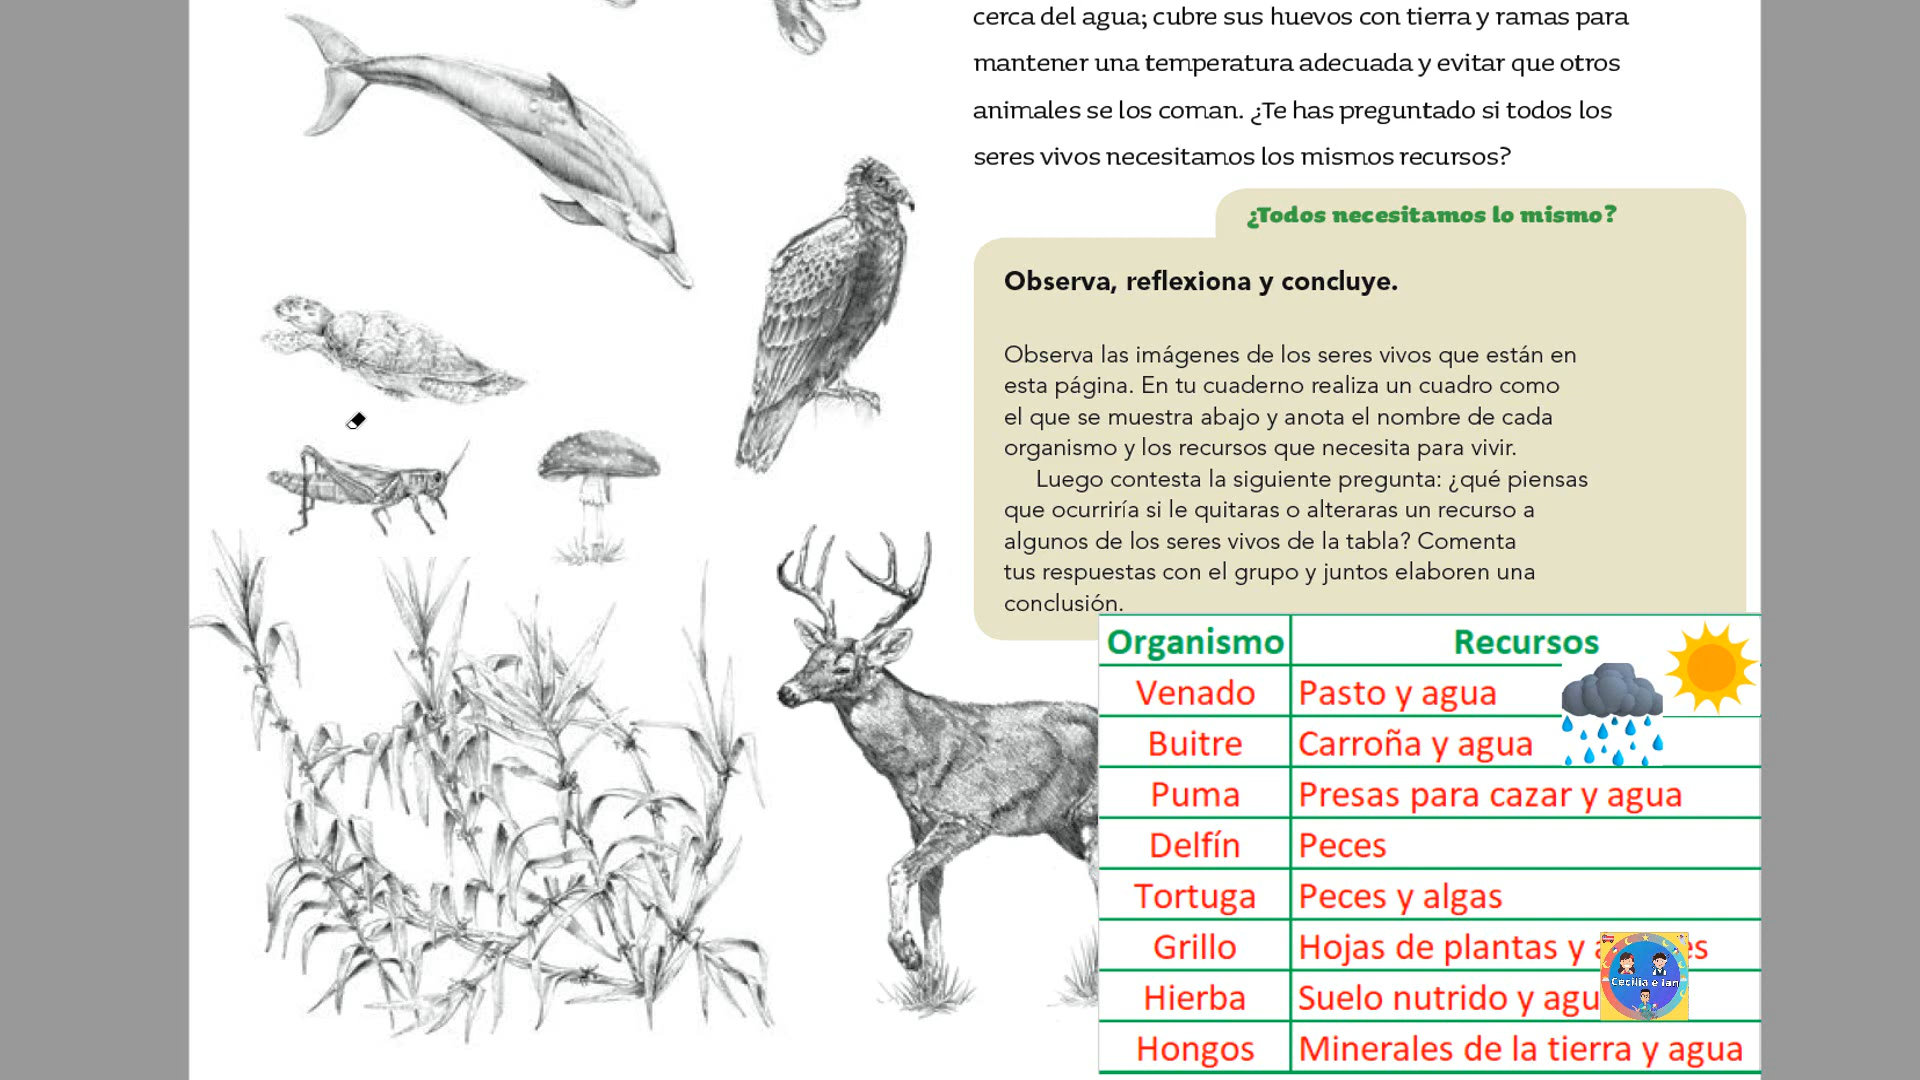 cerca del agua; cubre sus huevos con tierra y ramas para
mantener una temperatura adecuada y evitar que otros
animales se los coman. ¿Te has preguntado si todos los
seres vivos necesitamos los mismos recursos?
¿Todos necesitamos lo mismo?
Observa, reflexiona y concluye.
Observa las imágenes de los seres vivos que están en
esta página. En tu cuaderno realiza un cuadro como
el que se muestra abajo y anota el nombre de cada
organismo y los recursos que necesita para vivir.
Luego contesta la siguiente pregunta: ¿qué piensas
que ocurriría si le quitaras o alteraras un recurso a
algunos de los seres vivos de la tabla? Comenta
tus respuestas con el grupo y juntos elaboren una
conclusión.
Organismo Recursos
Venado Pasto y agua
Buitre Carroña y agua
Puma Presas para cazar y agua
Delfín Peces
Tortuga Peces y algas
Grillo Hojas de plantas y
Hierba Suelo nutrido y
Cecilia e Ian
Hongos Minerales de la tierra y agua